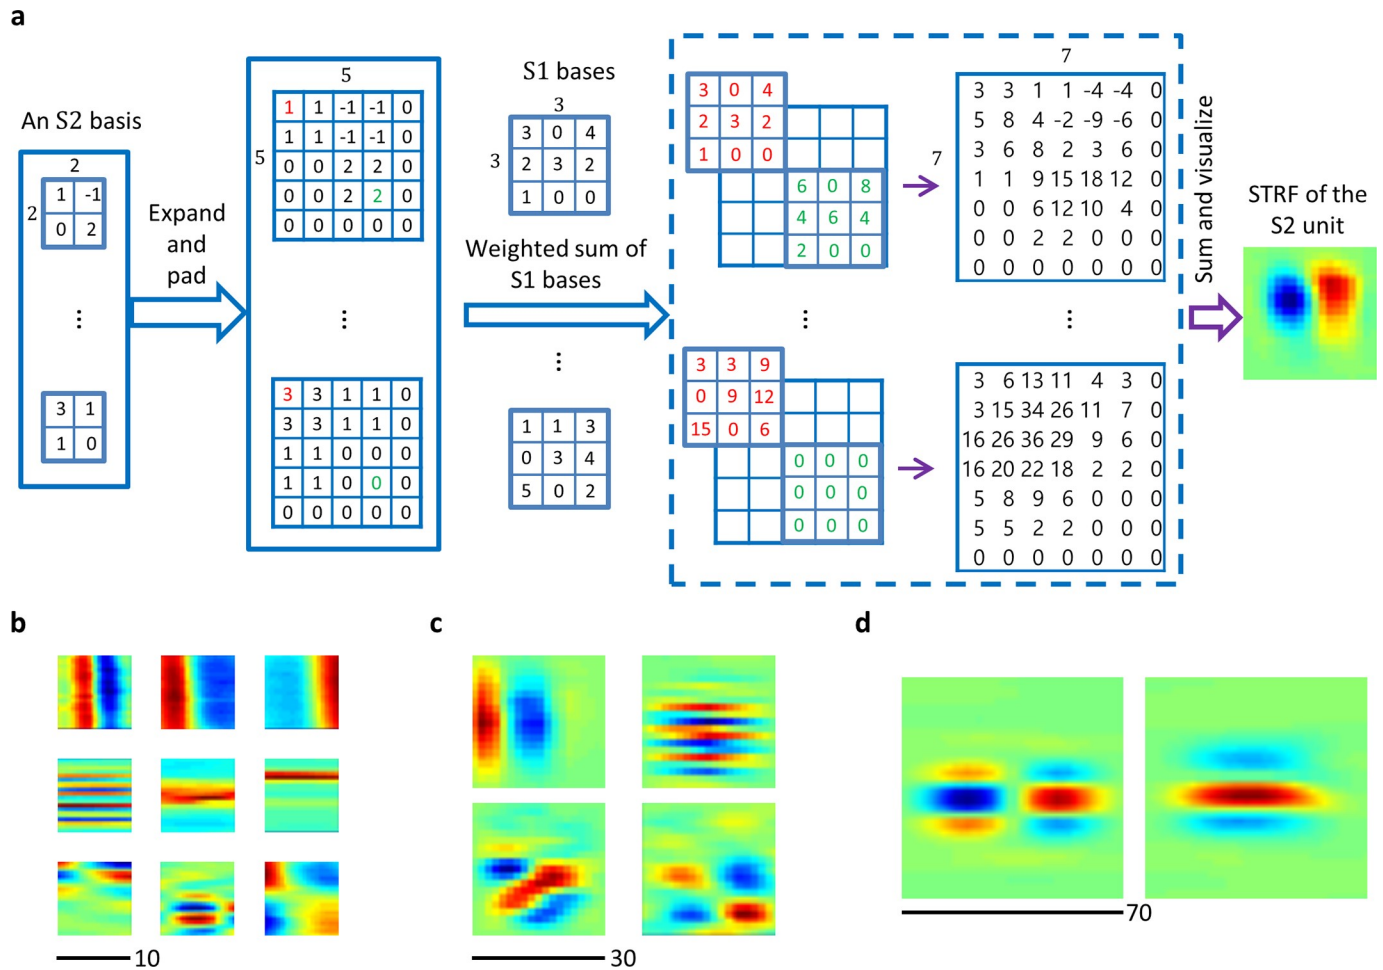 a
An S2 basis
2
2
1 -1
0 2
...
3 1
1 0
Expand
and
pad
5
5
1 1 -1 -1 0
1 1 -1 -1 0
0 0 2 2 0
0 0 2 2 0
0 0 0 0 0
...
3 3 1 1 0
3 3 1 1 0
1 1 0 0 0
1 1 0 0 0
0 0 0 0 0
S1 bases
3
3
3 0 4
2 3 2
1 0 0
Weighted sum of
S1 bases
...
1 1 3
0 3 4
5 0 2
3 0 4
2 3 2
1 0 0
6 0 8
4 6 4
2 0 0
...
3 3 9
0 9 12
15 0 6
0 0 0
0 0 0
0 0 0
7
7
3 3 1 1 -4 -4 0
5 8 4 -2 -9 -6 0
3 6 8 2 3 6 0
1 1 9 15 18 12 0
0 0 6 12 10 4 0
0 0 2 2 0 0 0
0 0 0 0 0 0 0
...
3 6 13 11 4 3 0
3 15 34 26 11 7 0
16 26 36 29 9 6 0
16 20 22 18 2 2 0
5 8 9 6 0 0 0
5 5 2 2 0 0 0
0 0 0 0 0 0 0
Sum and visualize
STRF of the
S2 unit
b
10
c
30
d
70